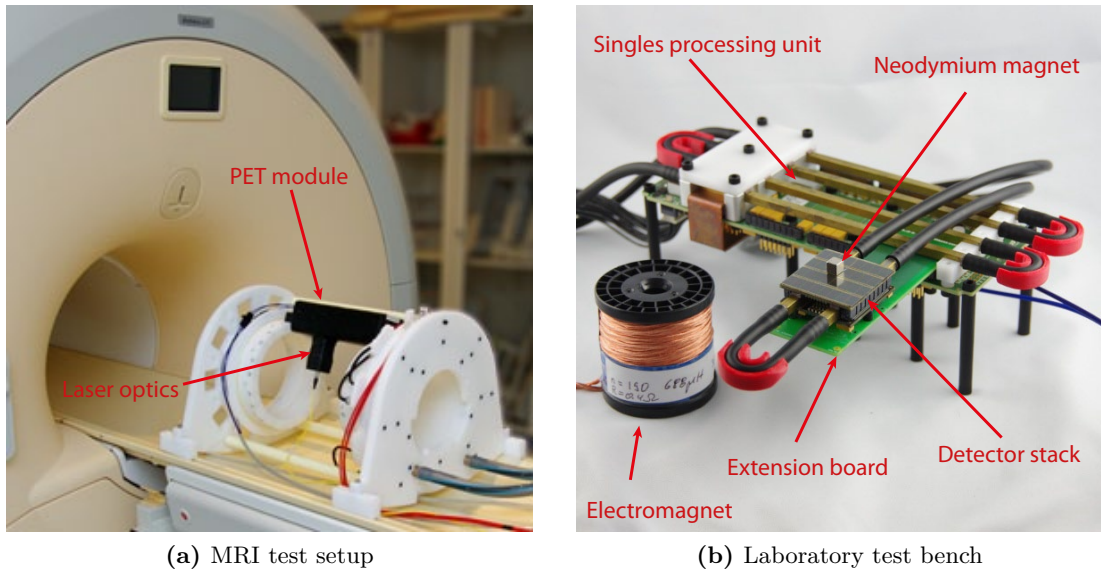 PET module
Laser optics
(a) MRI test setup
Singles processing unit
Neodymium magnet
688μH
Extension board
Detector stack
Electromagnet
(b) Laboratory test bench